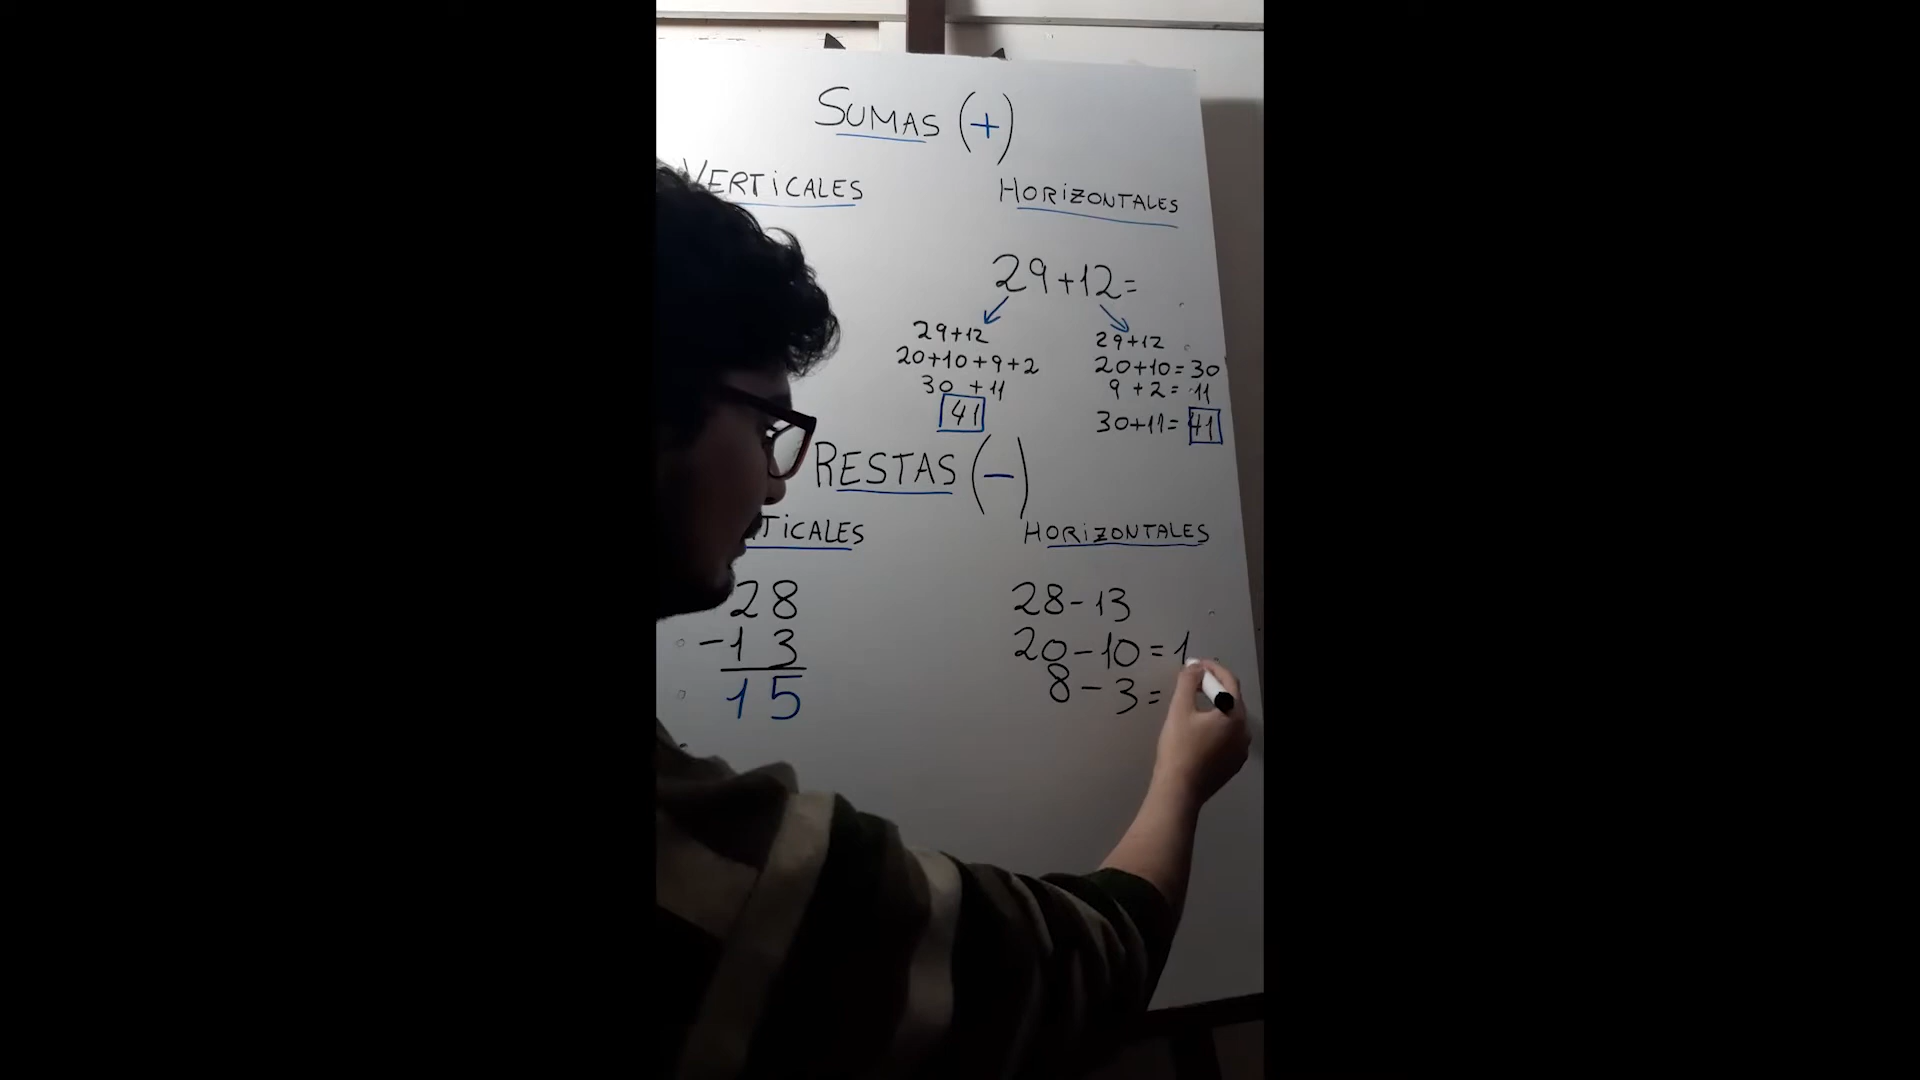 SUMAS (+)
VERTICALES
HORIZONTALES
29+12=
29+12
20+10+9+2
30 +11
41
29+12
20+10=30
9 +2= 11
30+11= 41
RESTAS (-)
TICALES
28
-13
15
HORIZONTALES
28-13
20-10=1
8-3=